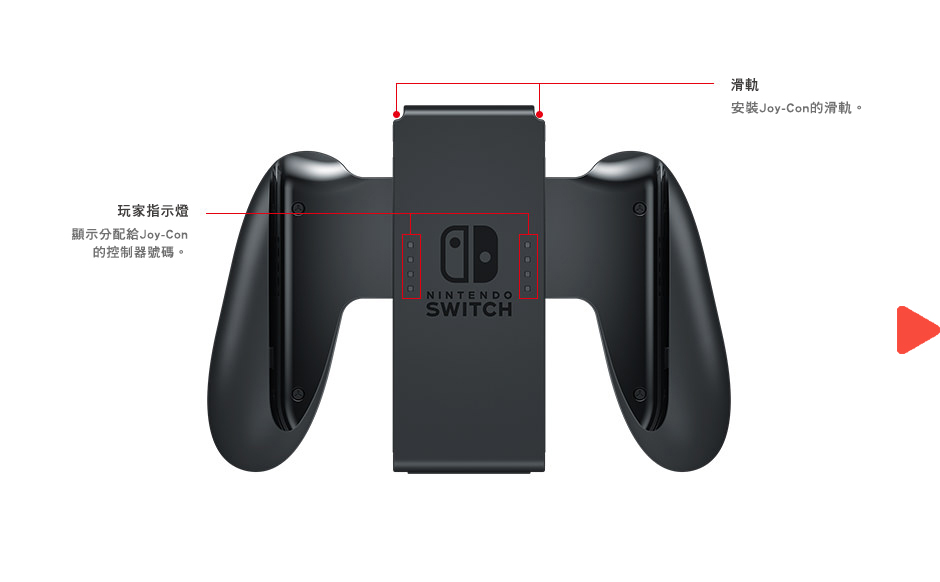 滑軌
安裝Joy-Con的滑軌。
玩家指示燈
顯示分配給Joy-Con
的控制器號碼。
NINTENDO
SWITCH